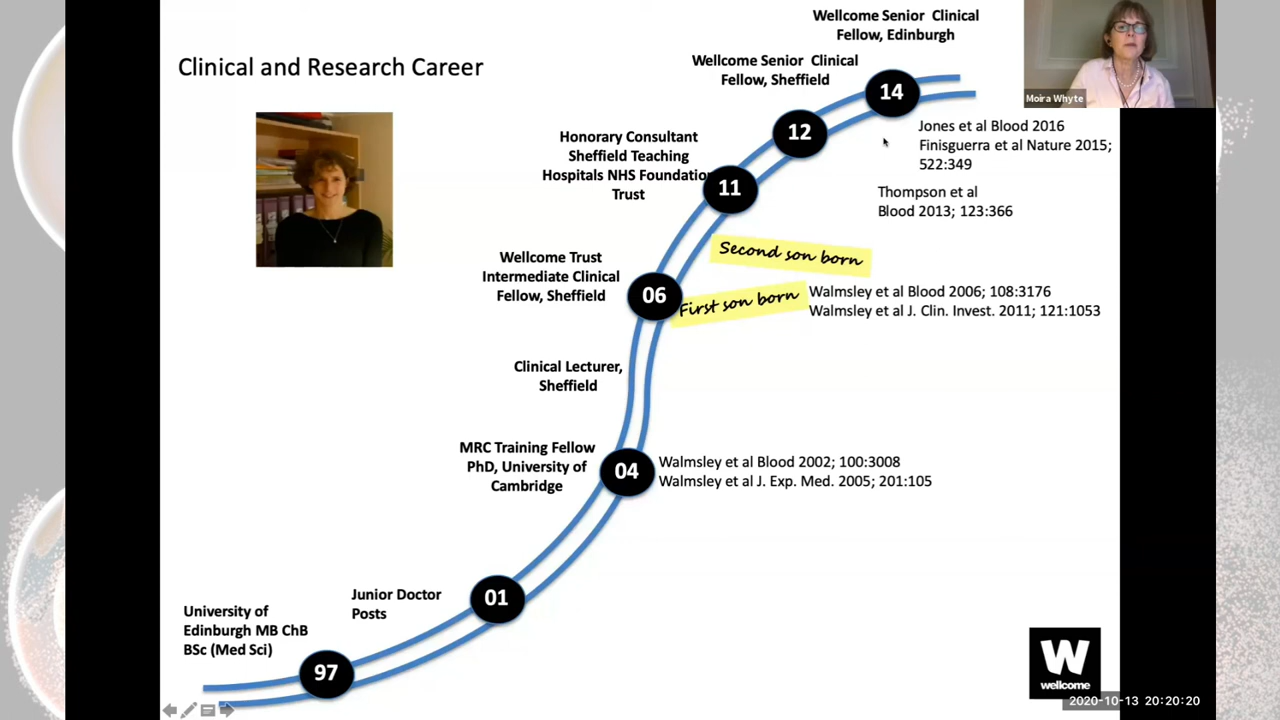 Clinical and Research Career
Wellcome Senior Clinical
Fellow, Edinburgh
Moira Whyte
Wellcome Senior Clinical
Fellow, Sheffield
14
12
Jones et al Blood 2016
Finisguerra et al Nature 2015;
522:349
Honorary Consultant
Sheffield Teaching
Hospitals NHS Foundation
Trust
11
Thompson et al
Blood 2013; 123:366
Second son born
Wellcome Trust
Intermediate Clinical
Fellow, Sheffield
06
First son born
Walmsley et al Blood 2006; 108:3176
Walmsley et al J. Clin. Invest. 2011; 121:1053
Clinical Lecturer,
Sheffield
MRC Training Fellow
PhD, University of
Cambridge
04
Walmsley et al Blood 2002; 100:3008
Walmsley et al J. Exp. Med. 2005; 201:105
Junior Doctor
Posts
01
University of
Edinburgh MB ChB
BSc (Med Sci)
97
W
wellcome
2020-10-13 20:20:20